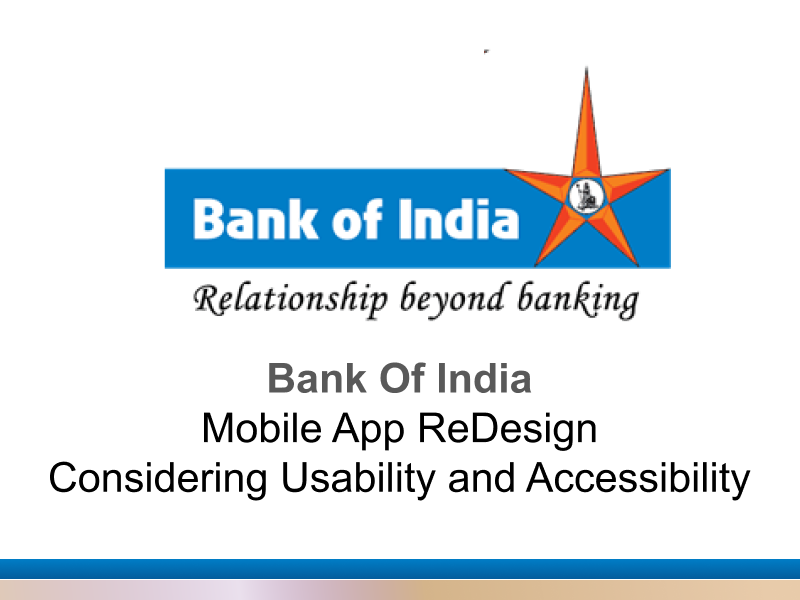 Bank of India
Relationship beyond banking
Bank Of India
Mobile App ReDesign
Considering Usability and Accessibility